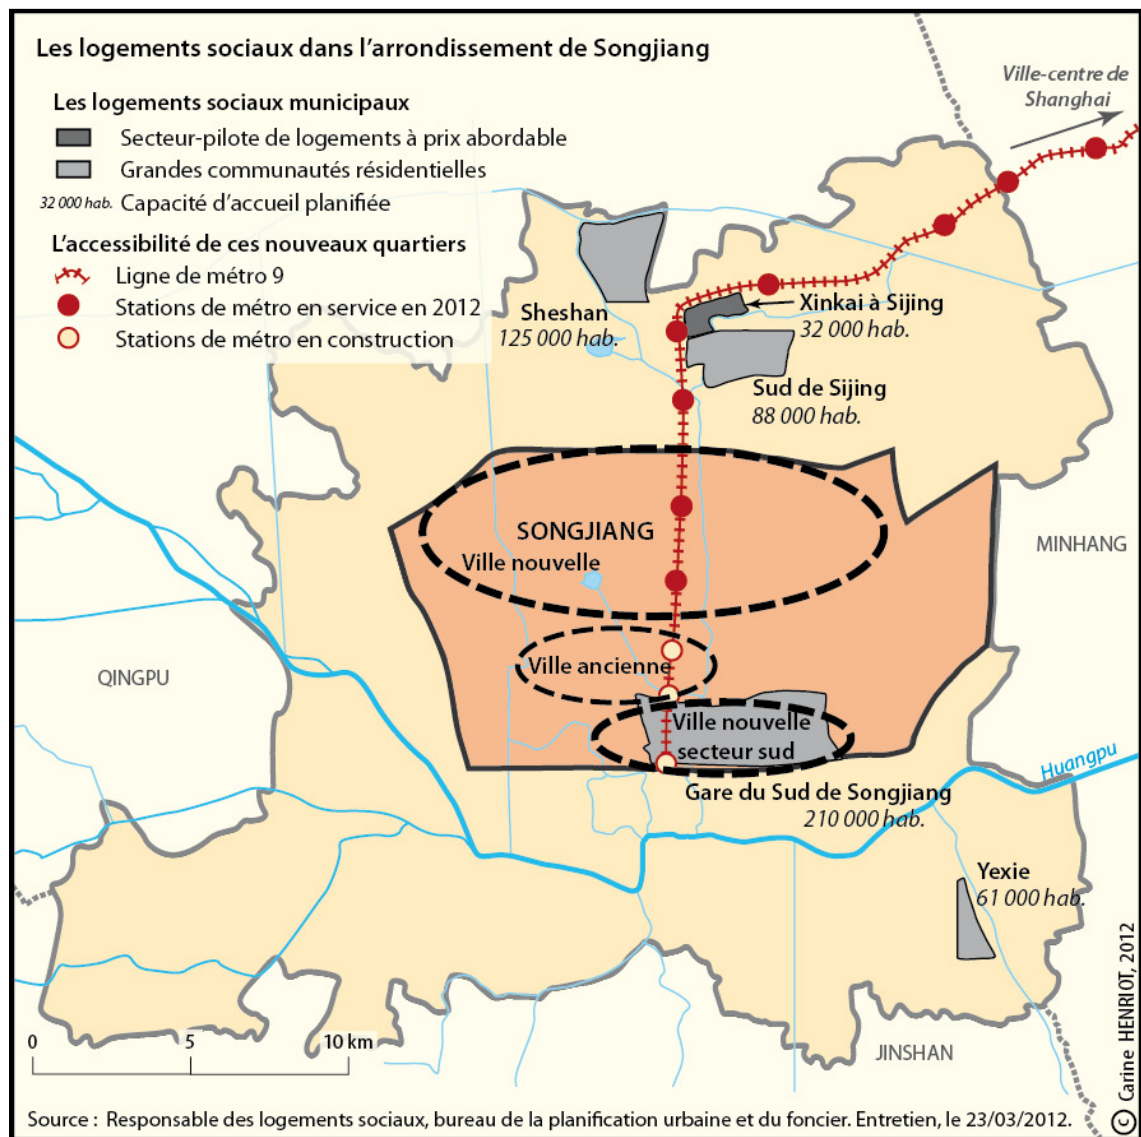 Les logements sociaux dans l'arrondissement de Songjiang
Les logements sociaux municipaux
Secteur-pilote de logements à prix abordable
Grandes communautés résidentielles
32 000 hab. Capacité d'accueil planifiée
L'accessibilité de ces nouveaux quartiers
Ligne de métro 9
Stations de métro en service en 2012
Stations de métro en construction
Ville-centre de
Shanghai
Sheshan
125 000 hab.
Xinkai à Sijing
32 000 hab.
Sud de Sijing
88 000 hab.
SONGJIANG
Ville nouvelle
MINHANG
Ville ancienne
QINGPU
Ville nouvelle
secteur sud
Huangpu
Gare du Sud de Songjiang
210 000 hab.
Yexie
61 000 hab.
0 5 10 km
JINSHAN
Source : Responsable des logements sociaux, bureau de la planification urbaine et du foncier. Entretien, le 23/03/2012.
© Carine HENRIOT, 2012